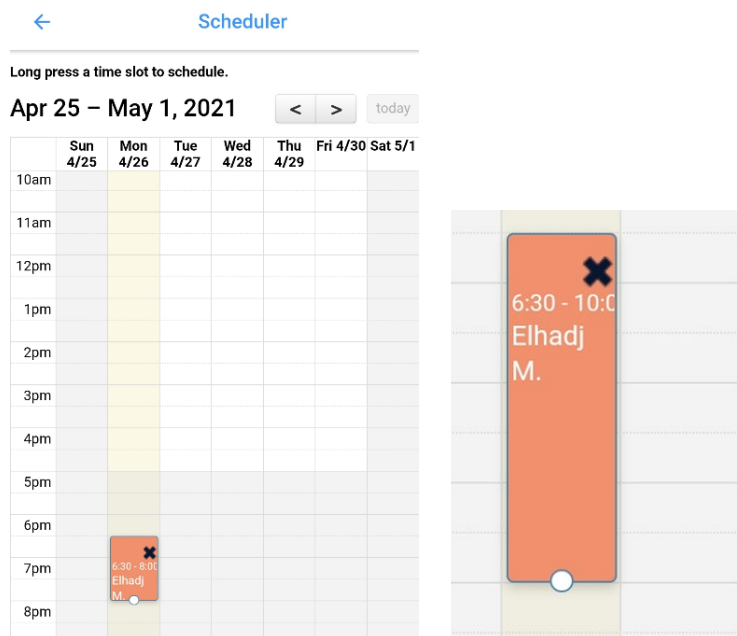 Scheduler
Long press a time slot to schedule.
Apr 25 – May 1, 2021 < > today
Sun 4/25 Mon 4/26 Tue 4/27 Wed 4/28 Thu 4/29 Fri 4/30 Sat 5/1
10am
11am
12pm
1pm
2pm
3pm
4pm
5pm
6pm
7pm
8pm
6:30 - 8:00
Elhadj
M.
6:30 - 10:0
Elhadj
M.